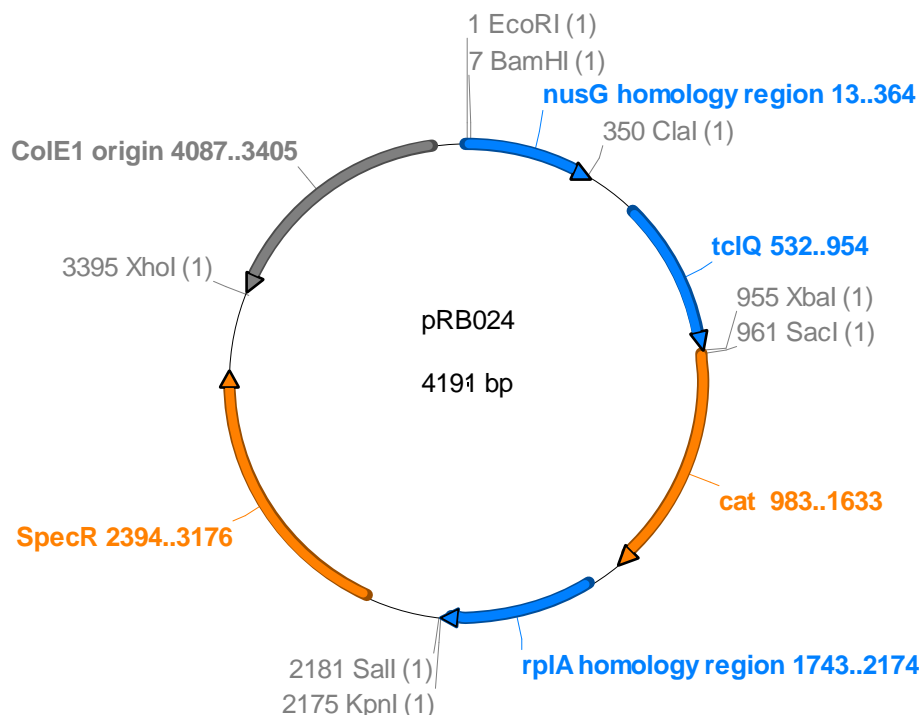 1 EcoRI (1)
7 BamHI (1)
nusG homology region 13..364
350 ClaI (1)
ColE1 origin 4087..3405
tclQ 532..954
3395 XhoI (1)
955 XbaI (1)
961 SacI (1)
pRB024
4191 bp
cat 983..1633
SpecR 2394..3176
2181 SalI (1)
rplA homology region 1743..2174
2175 KpnI (1)